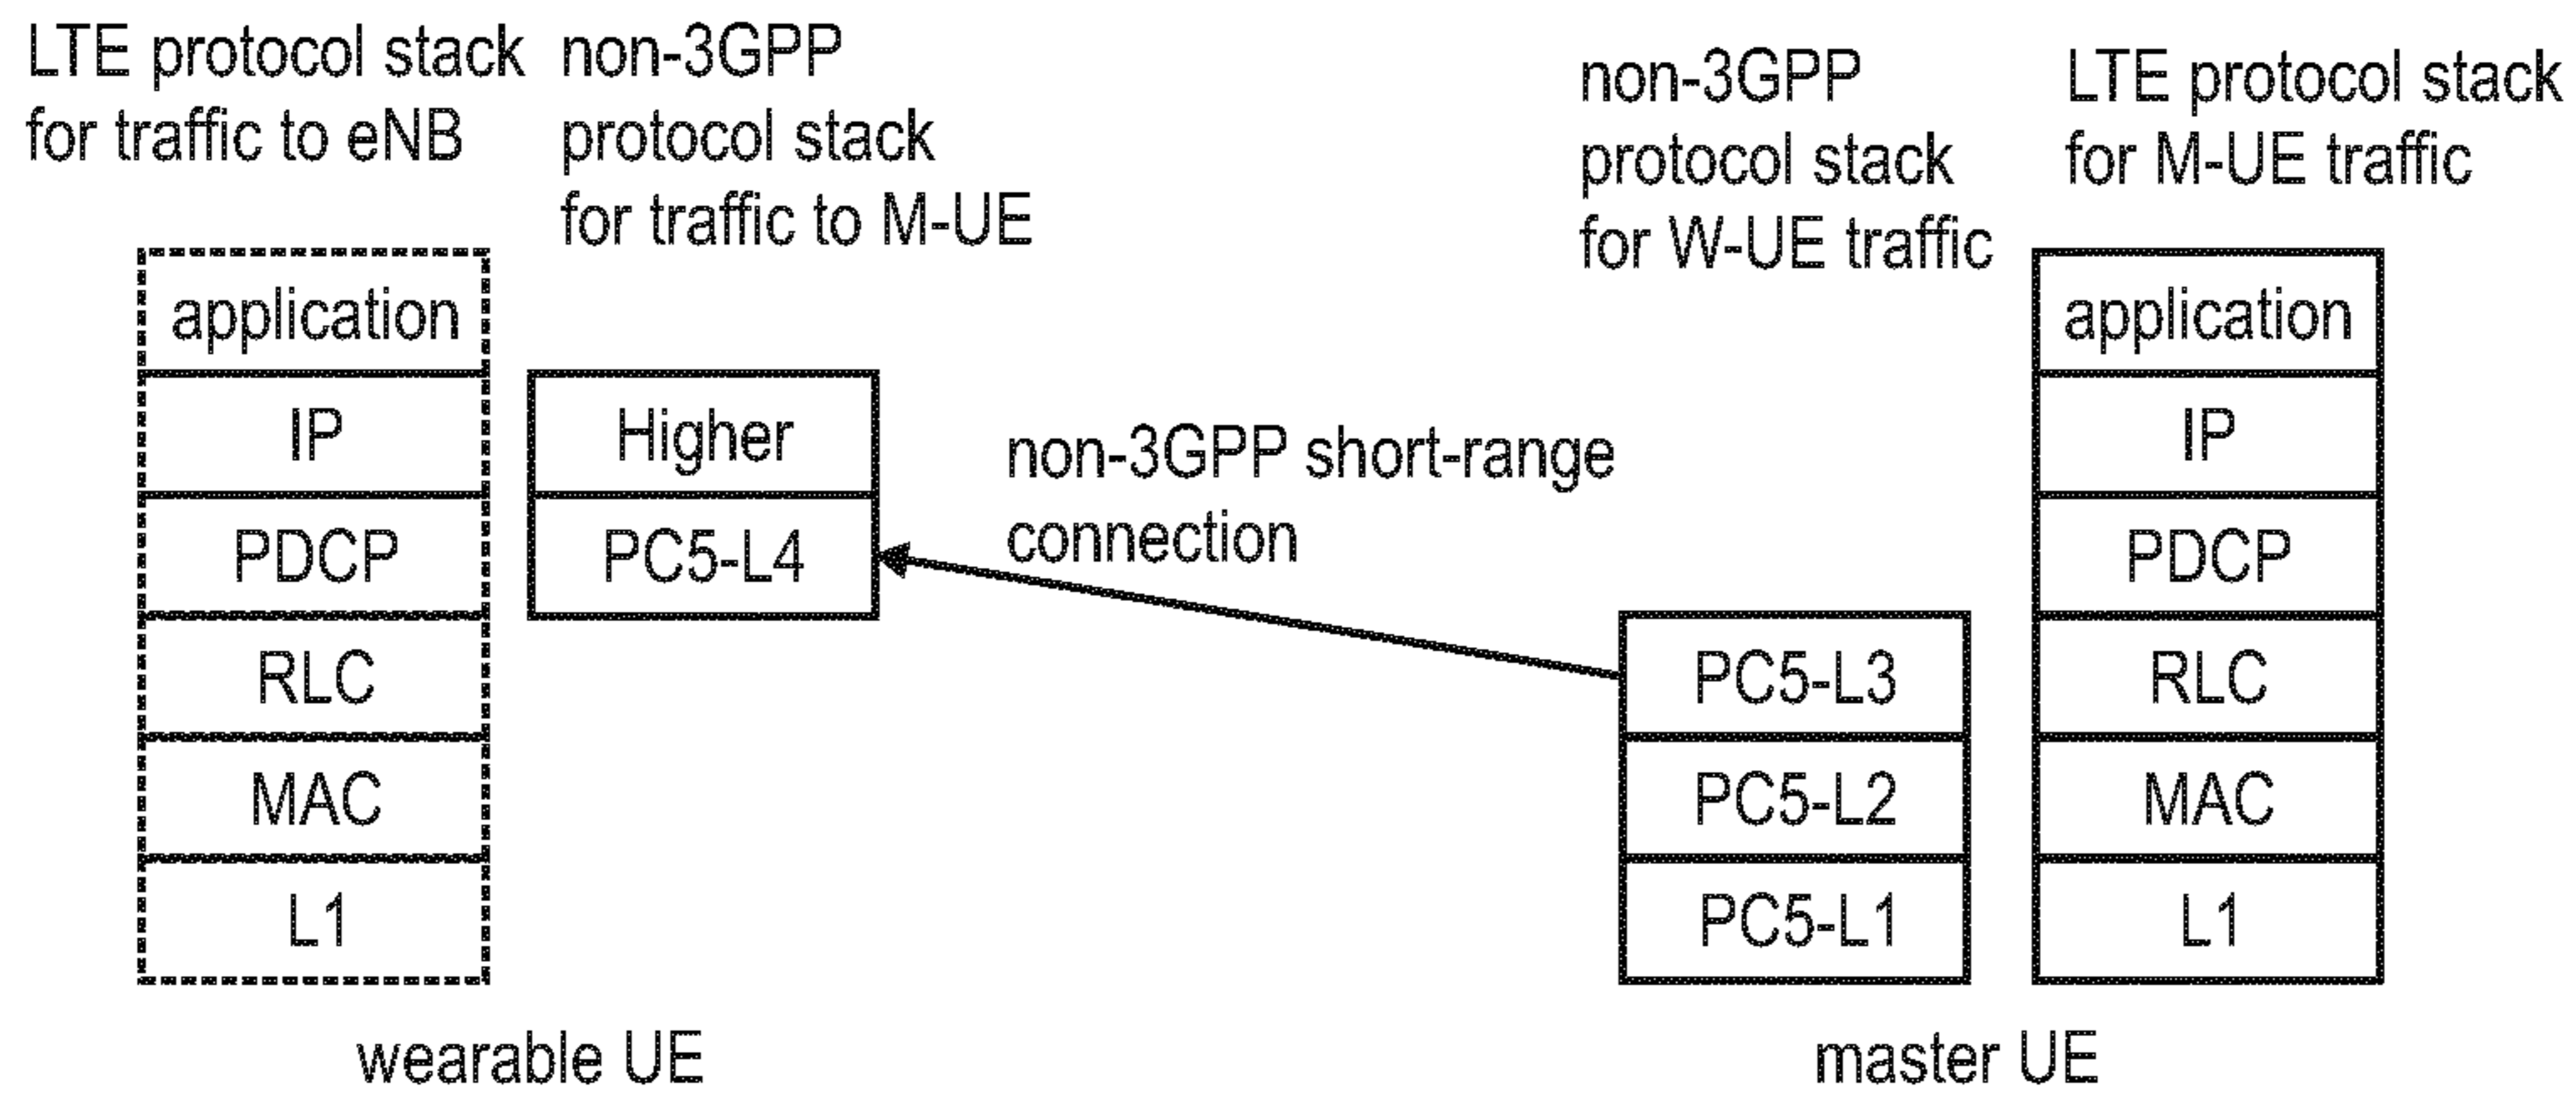 LTE protocol stack
for traffic to eNB
non-3GPP
protocol stack
for traffic to M-UE
non-3GPP
protocol stack
for W-UE traffic
LTE protocol stack
for M-UE traffic
application
IP
PDCP
RLC
MAC
L1
Higher
PC5-L4
non-3GPP short-range
connection
PC5-L3
PC5-L2
PC5-L1
application
IP
PDCP
RLC
MAC
L1
wearable UE
master UE